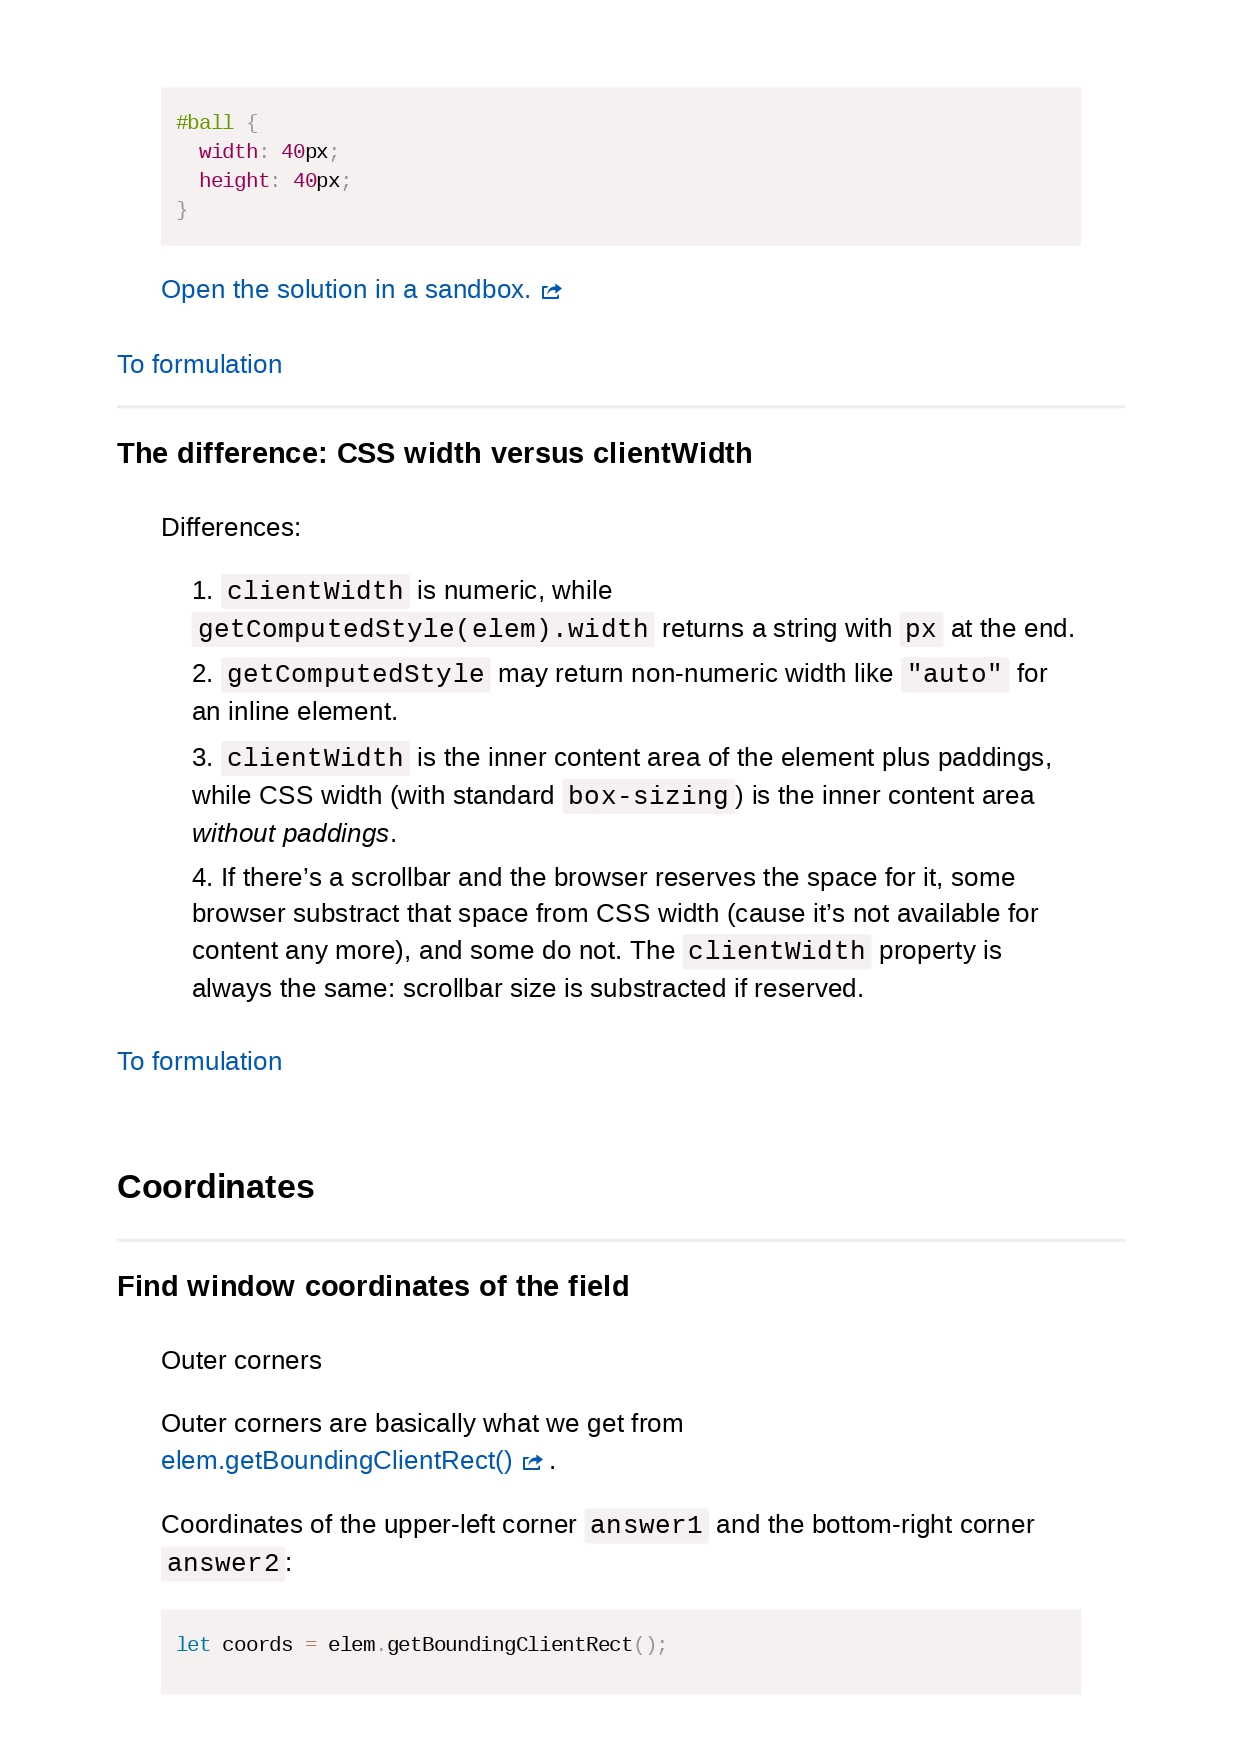 #ball {
  width: 40px;
  height: 40px;
}
Open the solution in a sandbox.
To formulation
The difference: CSS width versus clientWidth
Differences:
1. clientWidth is numeric, while
getComputedStyle(elem).width returns a string with px at the end.
2. getComputedStyle may return non-numeric width like "auto" for
an inline element.
3. clientWidth is the inner content area of the element plus paddings,
while CSS width (with standard box-sizing) is the inner content area
without paddings.
4. If there’s a scrollbar and the browser reserves the space for it, some
browser substract that space from CSS width (cause it’s not available for
content any more), and some do not. The clientWidth property is
always the same: scrollbar size is substracted if reserved.
To formulation
Coordinates
Find window coordinates of the field
Outer corners
Outer corners are basically what we get from
elem.getBoundingClientRect() .
Coordinates of the upper-left corner answer1 and the bottom-right corner
answer2:
let coords = elem.getBoundingClientRect();